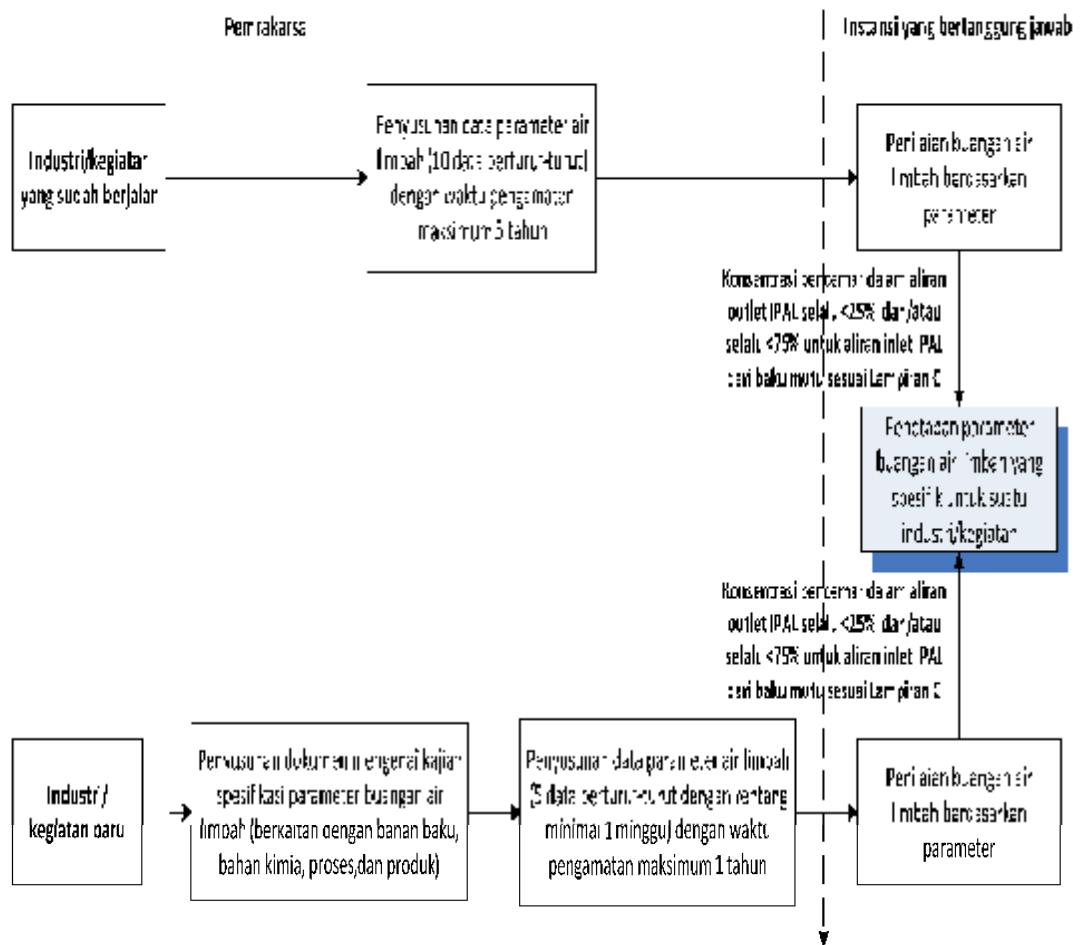 Pemrakarsa
Instansi yang bertanggung jawab
Industri/kegiatan
yang sudah berjalan
Penyusunan data parameter air
limbah (10 data berturut-turut)
dengan waktu pengamatan
maksimum 5 tahun
Penilaian buangan air
limbah berdasarkan
parameter
Konsentrasi pencemar dalam aliran
outlet IPAL selalu <25% dan/atau
selalu <75% untuk aliran inlet IPAL
dari baku mutu sesuai Lampiran C
Penetapan parameter
buangan air limbah yang
spesifik untuk suatu
industri/kegiatan
Konsentrasi pencemar dalam aliran
outlet IPAL selalu <25% dan/atau
selalu <75% untuk aliran inlet IPAL
dari baku mutu sesuai Lampiran C
Industri /
kegiatan baru
Penyusunan dokumen mengenai kajian
spesifikasi parameter buangan air
limbah (berkaitan dengan bahan baku,
bahan kimia, proses,dan produk)
Penyusunan data parameter air limbah
(5 data berturut-turut dengan rentang
minimal 1 minggu) dengan waktu
pengamatan maksimum 1 tahun
Penilaian buangan air
limbah berdasarkan
parameter